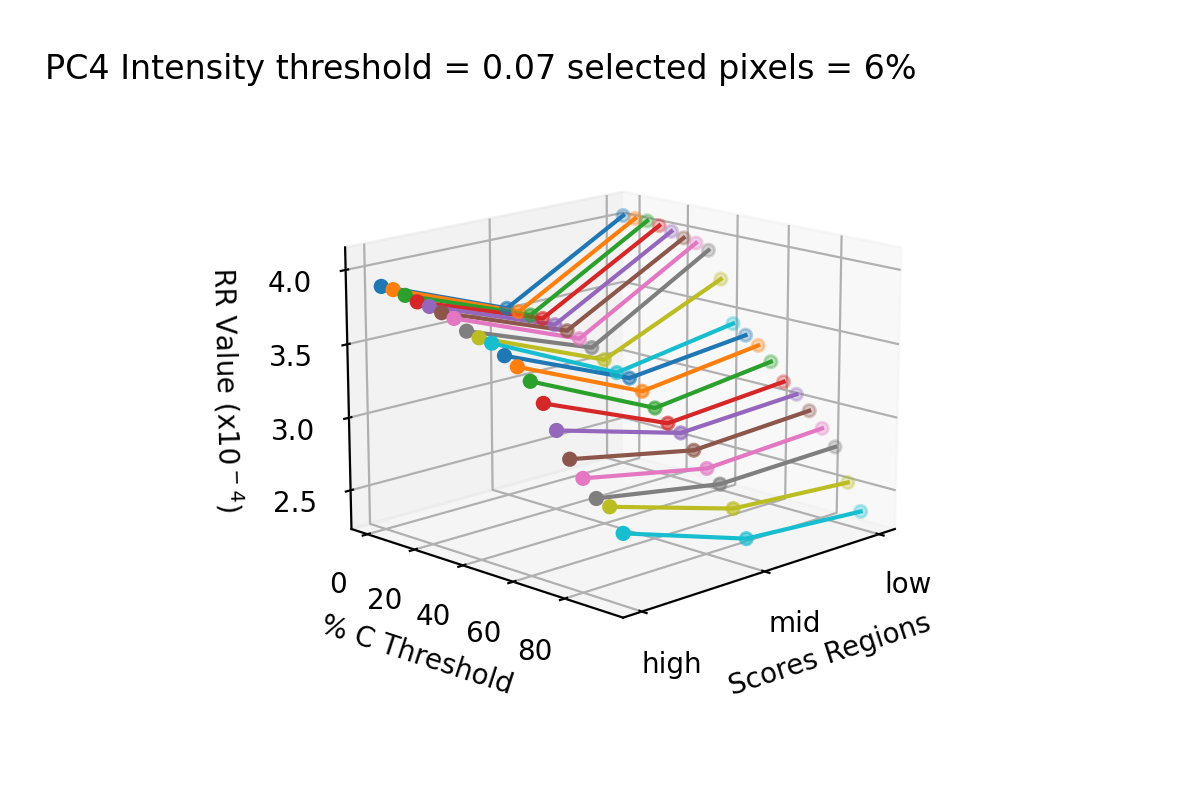 PC4 Intensity threshold = 0.07 selected pixels = 6%
RR Value (x10⁻⁴)
4.0
3.5
3.0
2.5
0
20
40
60
80
% C Threshold
high
mid
low
Scores Regions